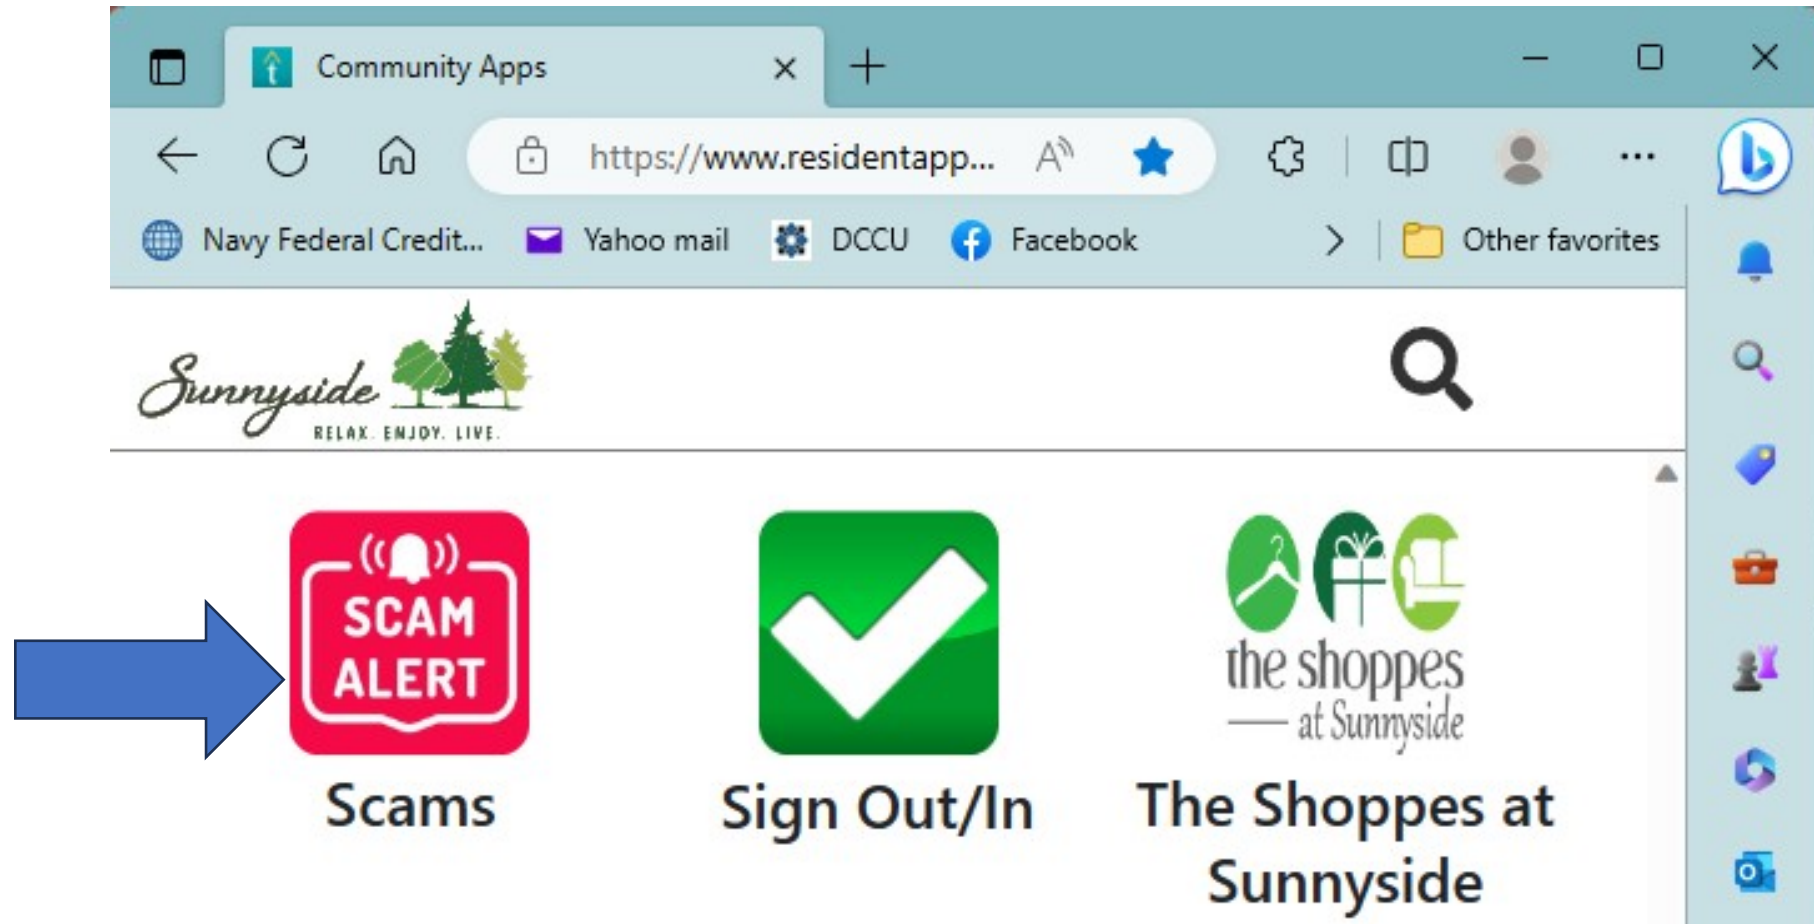 Community Apps
https://www.residentapp...
Navy Federal Credit... Yahoo mail DCCU Facebook Other favorites
Sunnyside
RELAX. ENJOY. LIVE.
SCAM
ALERT
the shoppes
at Sunnyside
Scams
Sign Out/In
The Shoppes at
Sunnyside